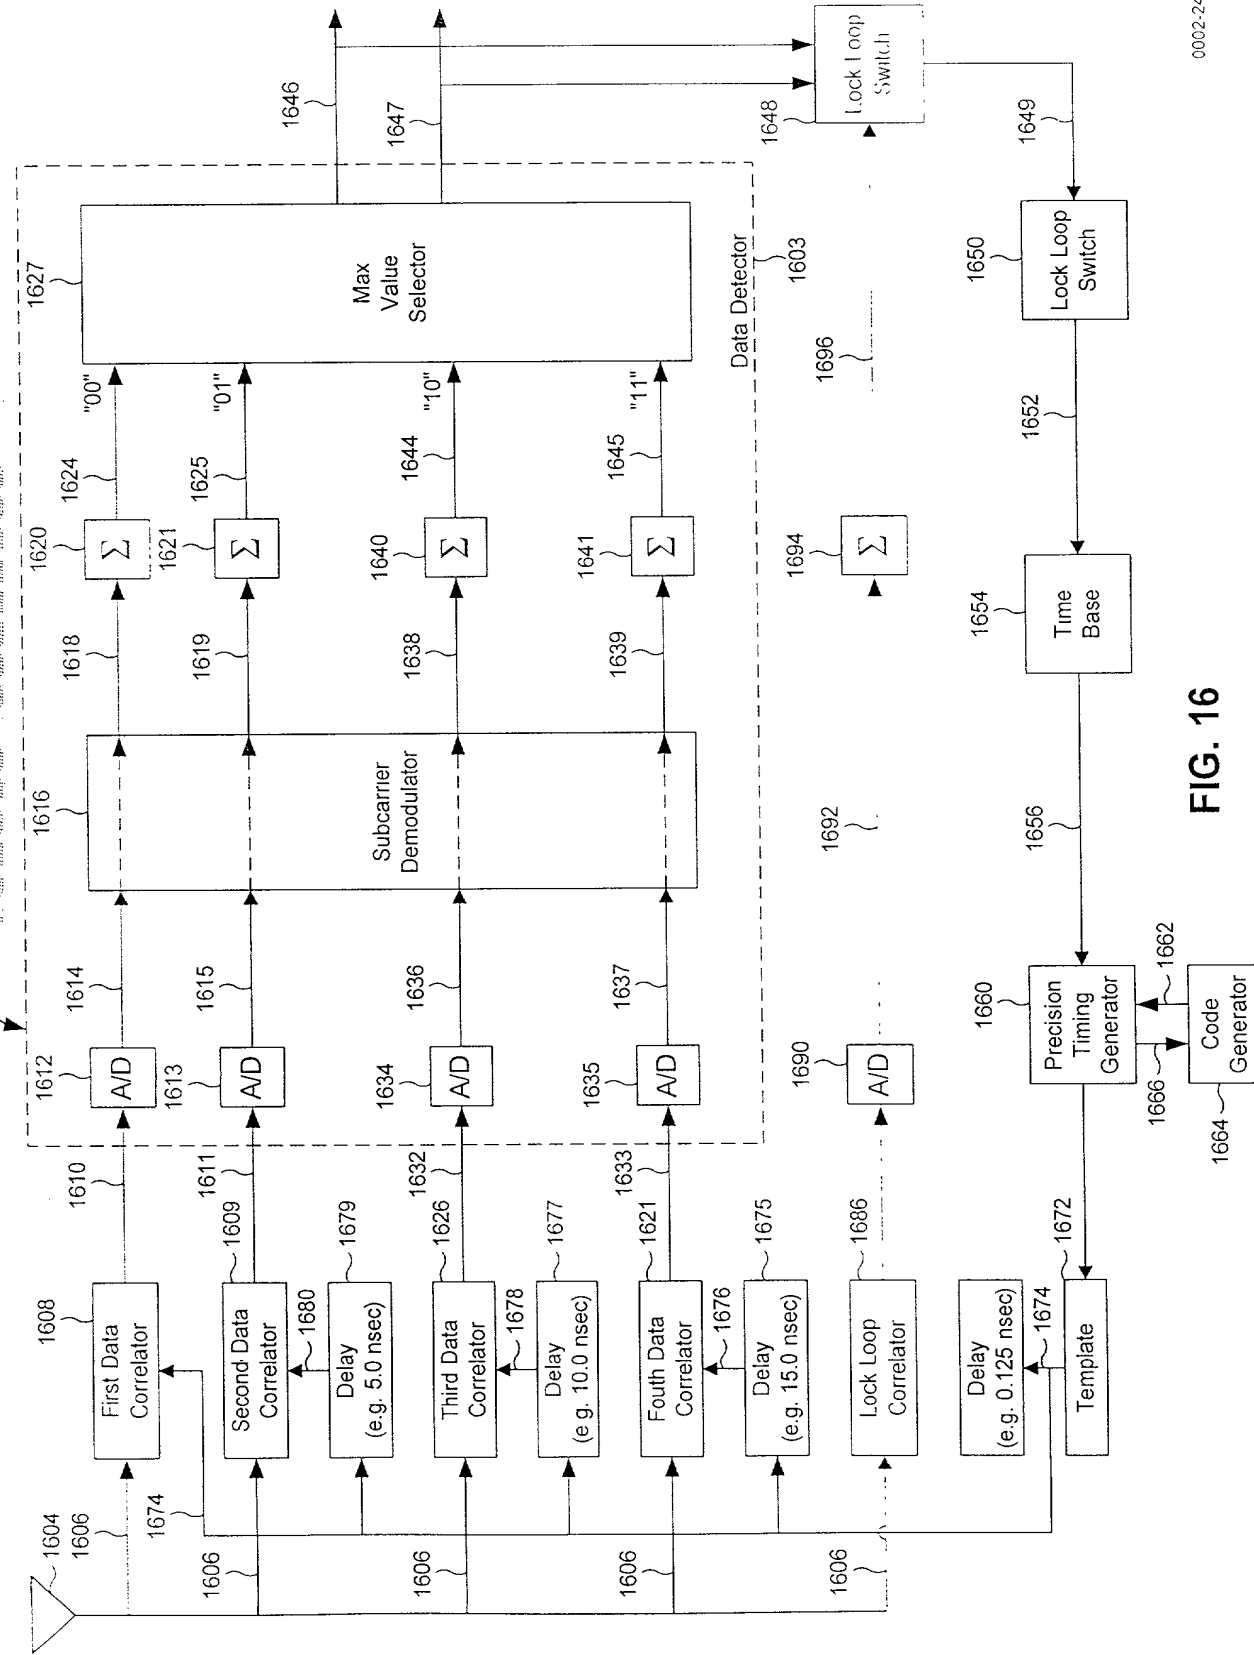 0002-24
1604
1606
1608
First Data
Correlator
1610
1612
A/D
1614
1616
Subcarrier
Demodulator
1618
1620
Σ
1624
"00"
1627
Max
Value
Selector
1646
1647
1674
1606
1609
Second Data
Correlator
1611
1613
A/D
1615
1619
1621
Σ
1625
"01"
1680
1679
Delay
(e.g. 5.0 nsec)
1606
1626
Third Data
Correlator
1632
1634
A/D
1636
1638
1640
Σ
1644
"10"
1678
1677
Delay
(e g. 10.0 nsec)
1606
1621
Fouth Data
Correlator
1633
1635
A/D
1637
1639
1641
Σ
1645
"11"
1676
1675
Delay
(e.g. 15.0 nsec)
Data Detector
1603
1606
1686
Lock Loop
Correlator
1690
A/D
1692
1694
Σ
1696
1648
Lock Loop
Switch
1649
Delay
(e.g. 0.125 nsec)
1674
1672
Template
1660
Precision
Timing
Generator
1656
1654
Time
Base
1652
1650
Lock Loop
Switch
1666
1662
1664
Code
Generator
FIG. 16